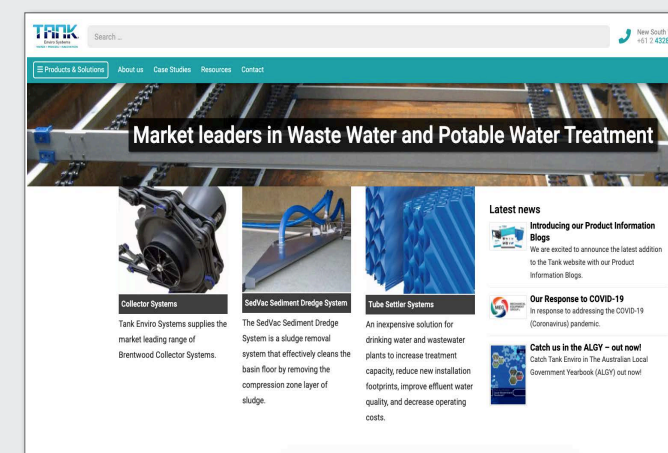 TANK
Enviro Systems
Search ...
New South
+61 2 4328
☰ Products & Solutions
About us
Case Studies
Resources
Contact
Market leaders in Waste Water and Potable Water Treatment
Collector Systems
Tank Enviro Systems supplies the
market leading range of
Brentwood Collector Systems.
SedVac Sediment Dredge System
The SedVac Sediment Dredge
System is a sludge removal
system that effectively cleans the
basin floor by removing the
compression zone layer of
sludge.
Tube Settler Systems
An inexpensive solution for
drinking water and wastewater
plants to increase treatment
capacity, reduce new installation
footprints, improve effluent water
quality, and decrease operating
costs.
Latest news
Introducing our Product Information
Blogs
We are excited to announce the latest addition
to the Tank website with our Product
Information Blogs.
Our Response to COVID-19
In response to addressing the COVID-19
(Coronavirus) pandemic.
Catch us in the ALGY – out now!
Catch Tank Enviro in The Australian Local
Government Yearbook (ALGY) out now!